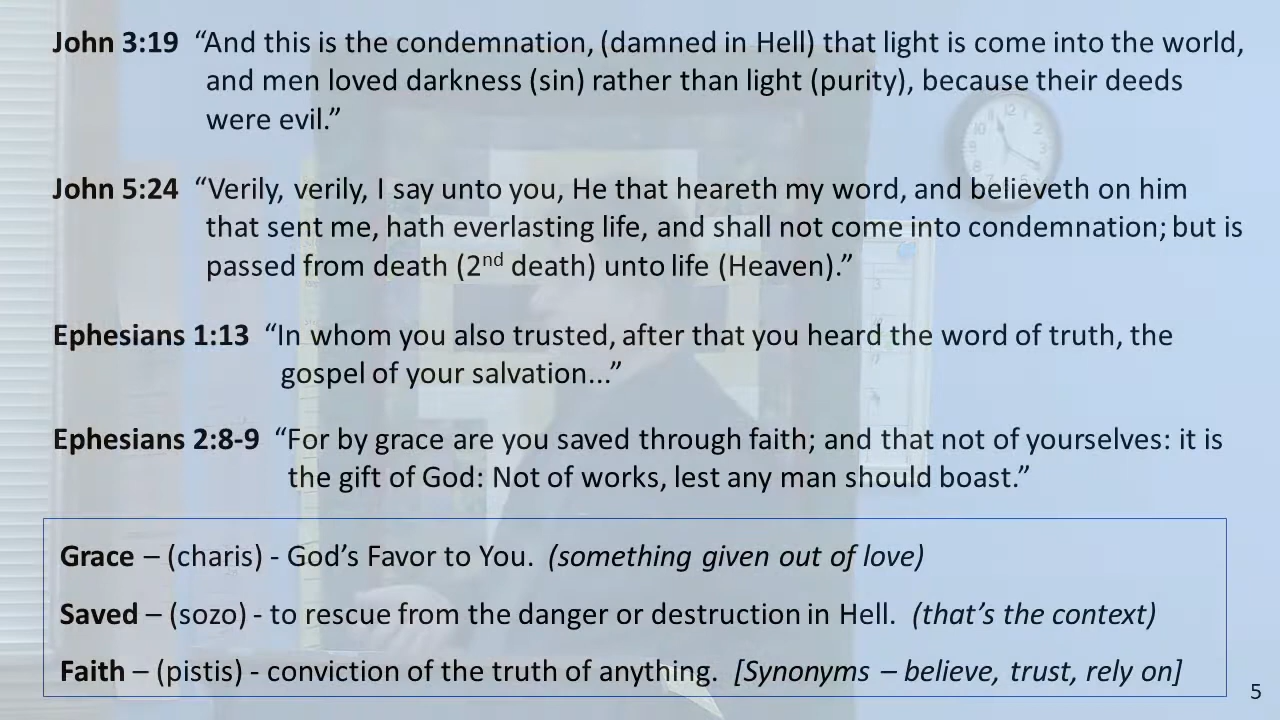 John 3:19 “And this is the condemnation, (damned in Hell) that light is come into the world,
and men loved darkness (sin) rather than light (purity), because their deeds
were evil.”
John 5:24 “Verily, verily, I say unto you, He that heareth my word, and believeth on him
that sent me, hath everlasting life, and shall not come into condemnation; but is
passed from death (2nd death) unto life (Heaven).”
Ephesians 1:13 “In whom you also trusted, after that you heard the word of truth, the
gospel of your salvation...”
Ephesians 2:8-9 “For by grace are you saved through faith; and that not of yourselves: it is
the gift of God: Not of works, lest any man should boast.”
Grace – (charis) - God’s Favor to You. (something given out of love)
Saved – (sozo) - to rescue from the danger or destruction in Hell. (that’s the context)
Faith – (pistis) - conviction of the truth of anything. [Synonyms – believe, trust, rely on]
5